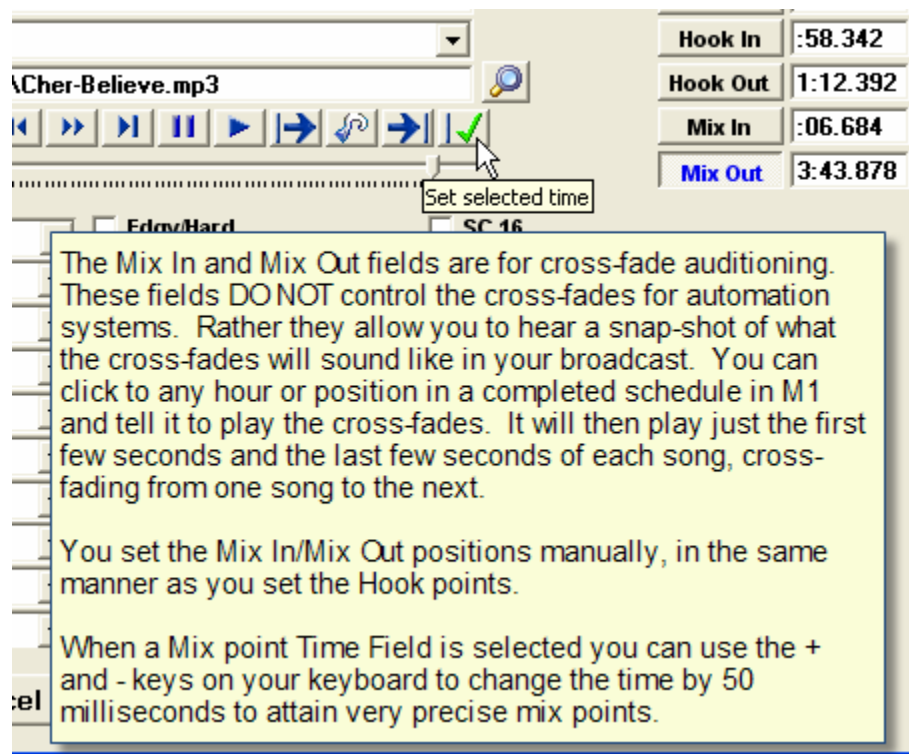 Hook In :58.342
\Cher-Believe.mp3 Hook Out 1:12.392
Mix In :06.684
Mix Out 3:43.878
Set selected time
Edgy/Hard SC 16
The Mix In and Mix Out fields are for cross-fade auditioning.
These fields DO NOT control the cross-fades for automation
systems. Rather they allow you to hear a snap-shot of what
the cross-fades will sound like in your broadcast. You can
click to any hour or position in a completed schedule in M1
and tell it to play the cross-fades. It will then play just the first
few seconds and the last few seconds of each song, cross-
fading from one song to the next.
You set the Mix In/Mix Out positions manually, in the same
manner as you set the Hook points.
When a Mix point Time Field is selected you can use the +
and - keys on your keyboard to change the time by 50
milliseconds to attain very precise mix points.
cel